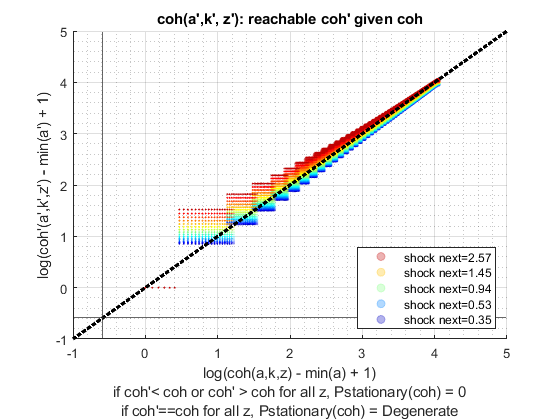 coh(a',k', z'): reachable coh' given coh
log(coh'(a',k',z') - min(a') + 1)
5
4
3
2
1
0
-1
-1
0
1
2
3
4
5
shock next=2.57
shock next=1.45
shock next=0.94
shock next=0.53
shock next=0.35
log(coh(a,k,z) - min(a) + 1)
if coh'< coh or coh' > coh for all z, Pstationary(coh) = 0
if coh'==coh for all z, Pstationary(coh) = Degenerate